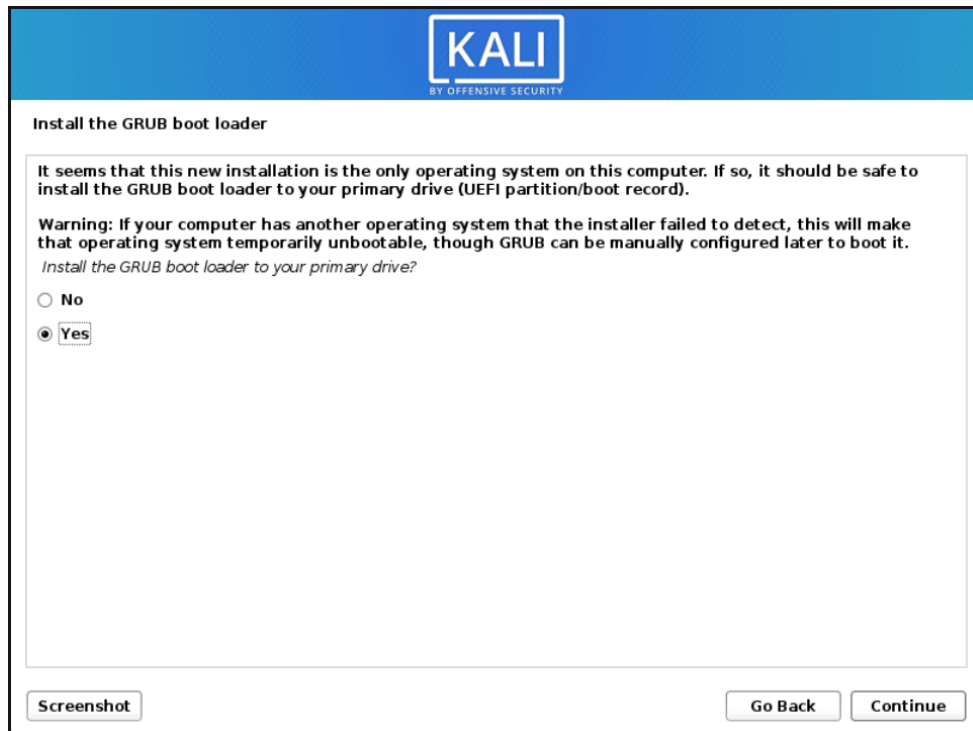 KALI
BY OFFENSIVE SECURITY
Install the GRUB boot loader
It seems that this new installation is the only operating system on this computer. If so, it should be safe to
install the GRUB boot loader to your primary drive (UEFI partition/boot record).
Warning: If your computer has another operating system that the installer failed to detect, this will make
that operating system temporarily unbootable, though GRUB can be manually configured later to boot it.
Install the GRUB boot loader to your primary drive?
No
Yes
Screenshot
Go Back
Continue